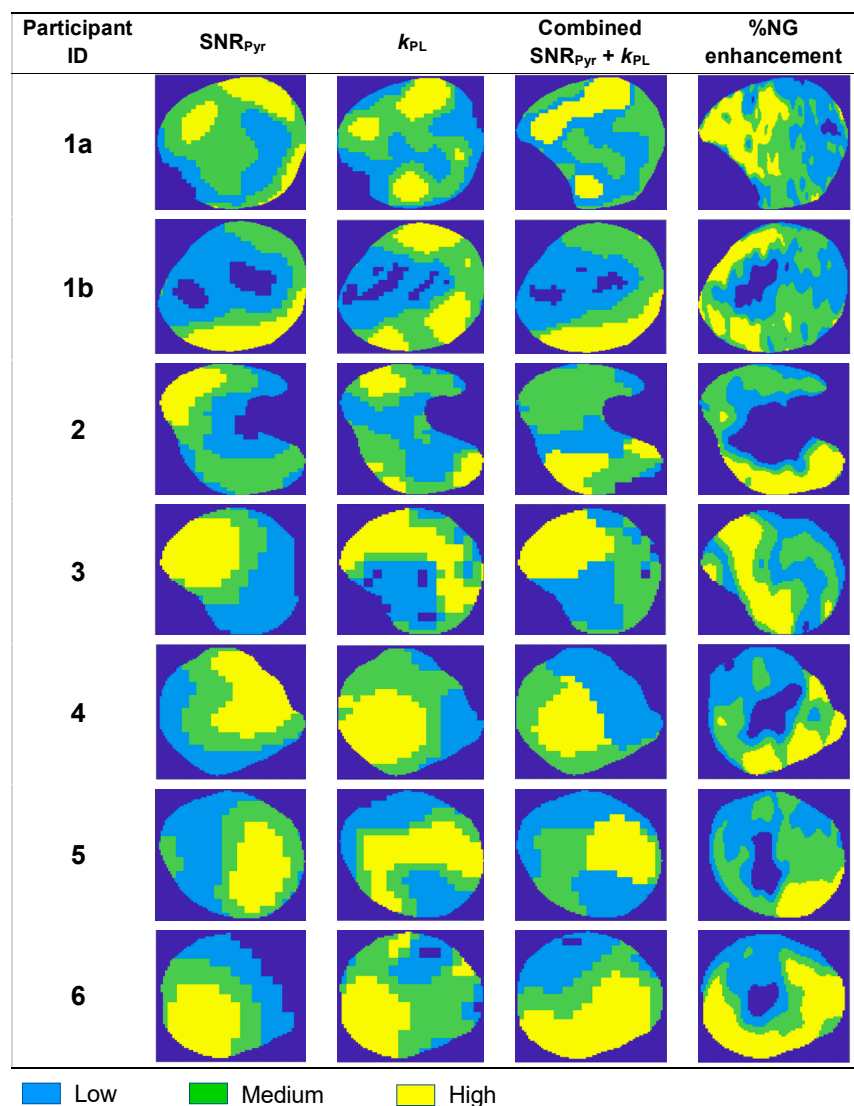 Participant ID SNRPyr kPL Combined SNRPyr + kPL %NG enhancement
1a
1b
2
3
4
5
6
Low Medium High